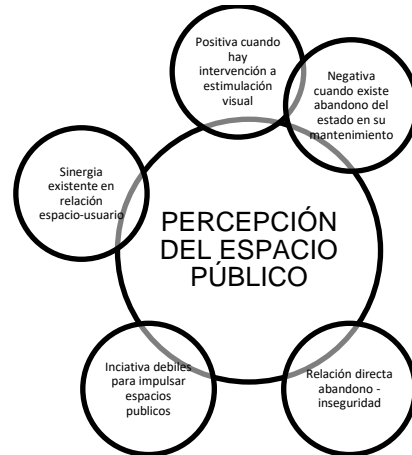 Positiva cuando
hay
intervención a
estimulación
visual
Negativa
cuando existe
abandono del
estado en su
mantenimiento
Sinergia
existente en
relación
espacio-usuario
PERCEPCIÓN
DEL ESPACIO
PÚBLICO
Inciativa debiles
para impulsar
espacios
publicos
Relación directa
abandono -
inseguridad